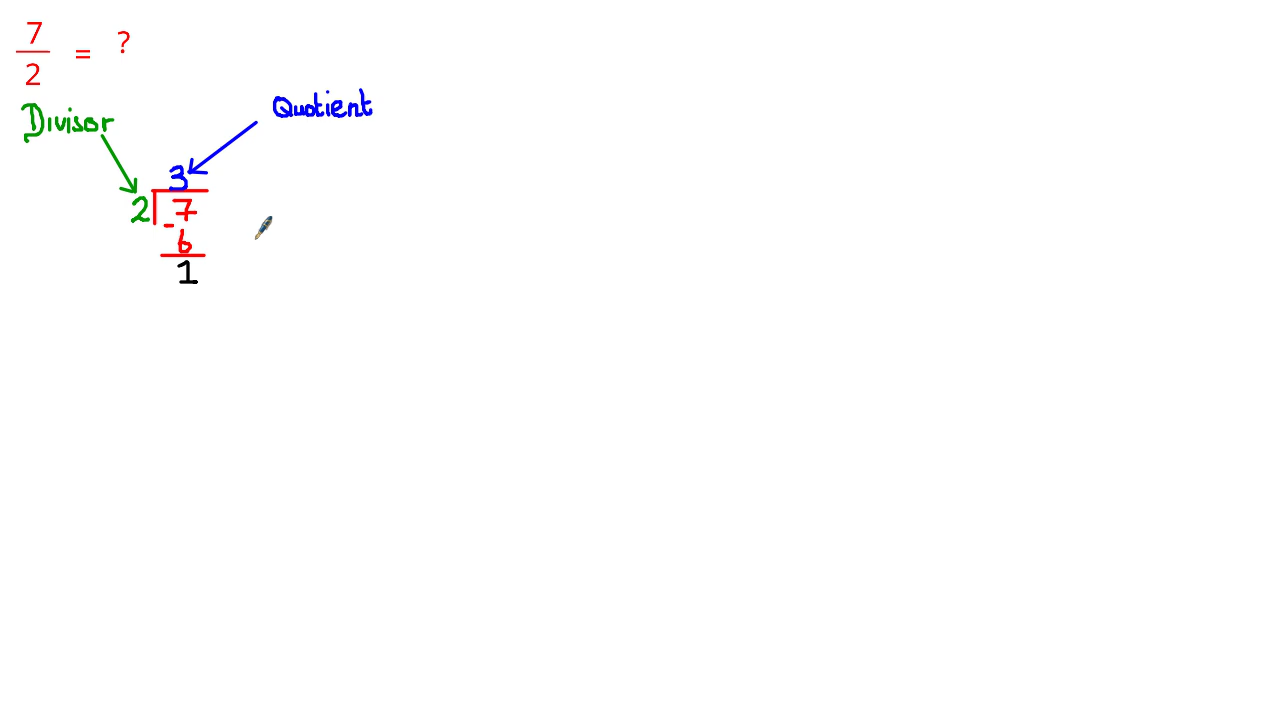 7
2 = ?
Divisor
Quotient
3
2 7
- 6
1